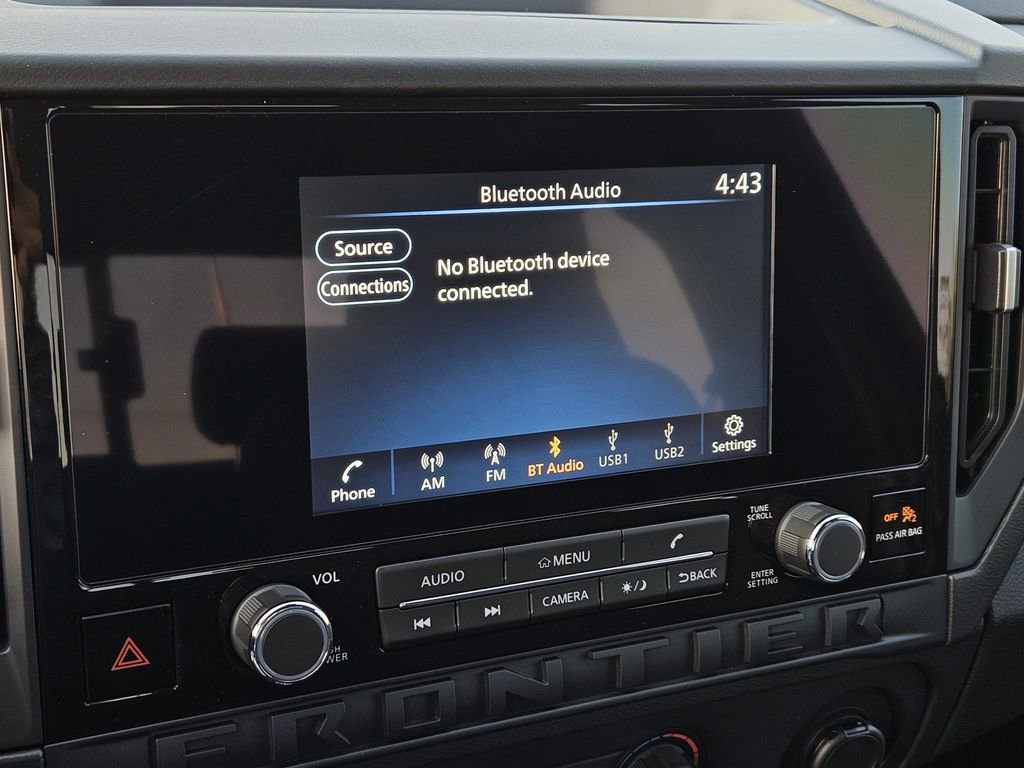 Bluetooth Audio
4:43
Source
No Bluetooth device
connected.
Connections
Phone
AM
FM
BT Audio
USB1
USB2
Settings
TUNE
SCROLL
OFF 2
PASS AIR BAG
VOL
AUDIO
MENU
ENTER
SETTING
CAMERA
BACK
FRONTIER